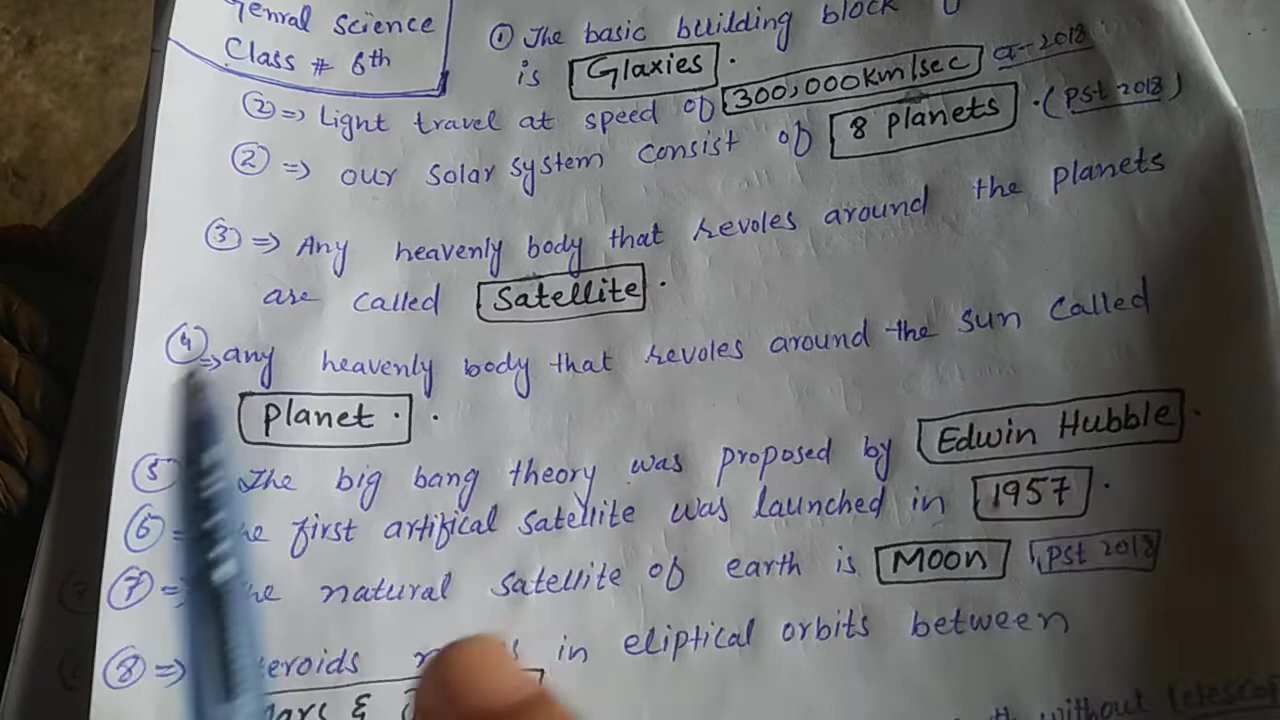 Genral Science
Class # 6th
① The basic building block
is Glaxies.
② => Light travel at speed of 300,000km/sec a-2018
② => our solar system consist of 8 planets. (PST 2018)
③ => Any heavenly body that revoles around the planets
are called Satellite.
④ => any heavenly body that revoles around the sun called
Planet..
⑤ The big bang theory was proposed by Edwin Hubble.
⑥ = he first artifical satellite was launched in 1957.
⑦ => he natural satellite of earth is Moon PST 2018
⑧ => teroids in eliptical orbits between
&
without